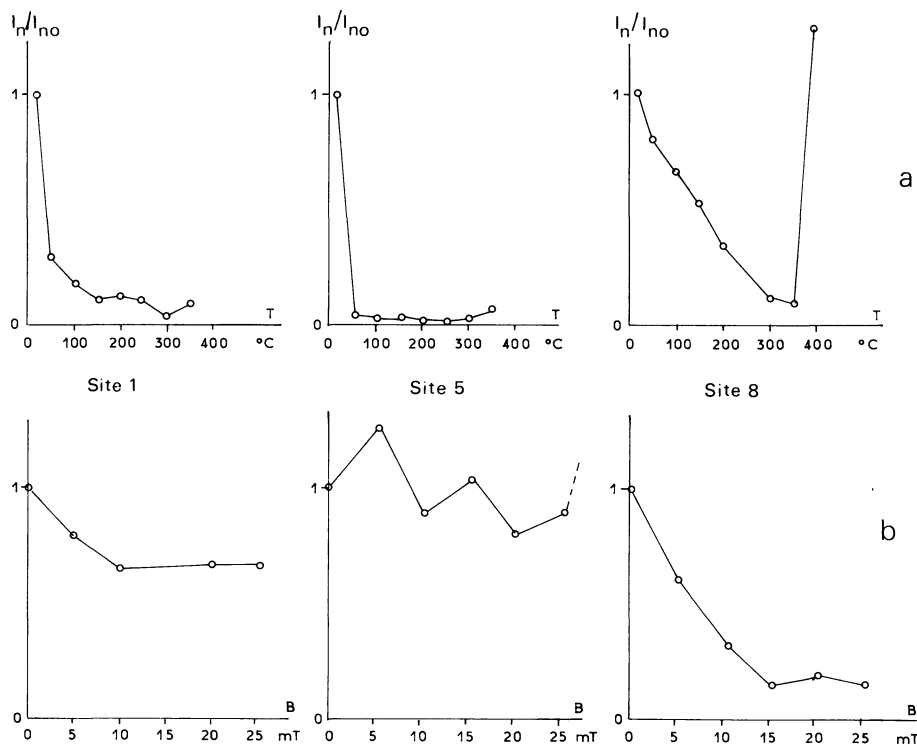 Iₙ/Iₙₒ Iₙ/Iₙₒ Iₙ/Iₙₒ
1 1 1
a
T T T
0 0 0
0 100 200 300 400 °C 0 100 200 300 400 °C 0 100 200 300 400 °C
Site 1 Site 5 Site 8
1 1 1
b
B B B
0 0 0
0 5 10 15 20 25 mT 0 5 10 15 20 25 mT 0 5 10 15 20 25 mT